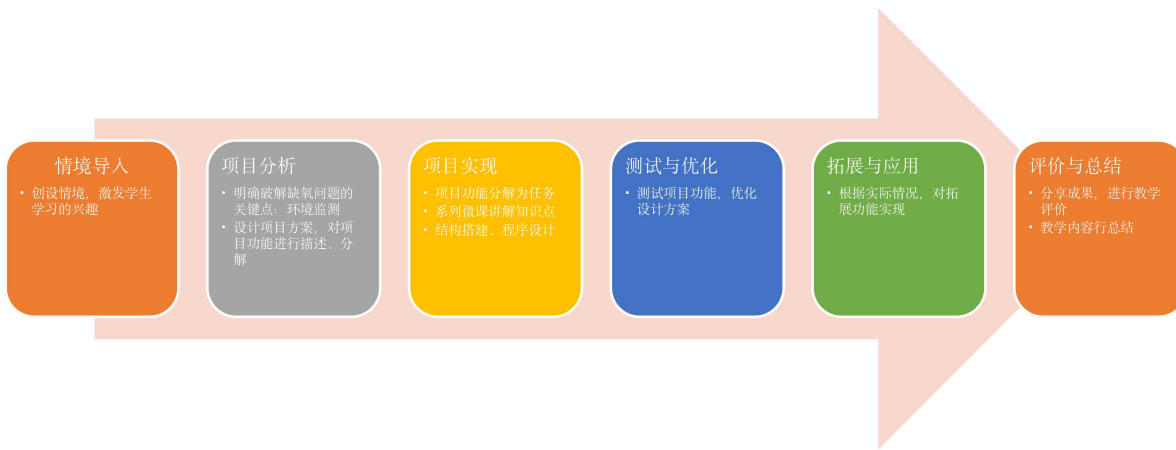 情境导入
• 创设情境，激发学生
学习的兴趣
项目分析
• 明确破解缺氧问题的
关键点：环境监测
• 设计项目方案，对项
目功能进行描述、分
解
项目实现
• 项目功能分解为任务
• 系列微课讲解知识点
• 结构搭建、程序设计
测试与优化
• 测试项目功能，优化
设计方案
拓展与应用
• 根据实际情况，对拓
展功能实现
评价与总结
• 分享成果，进行教学
评价
• 教学内容行总结